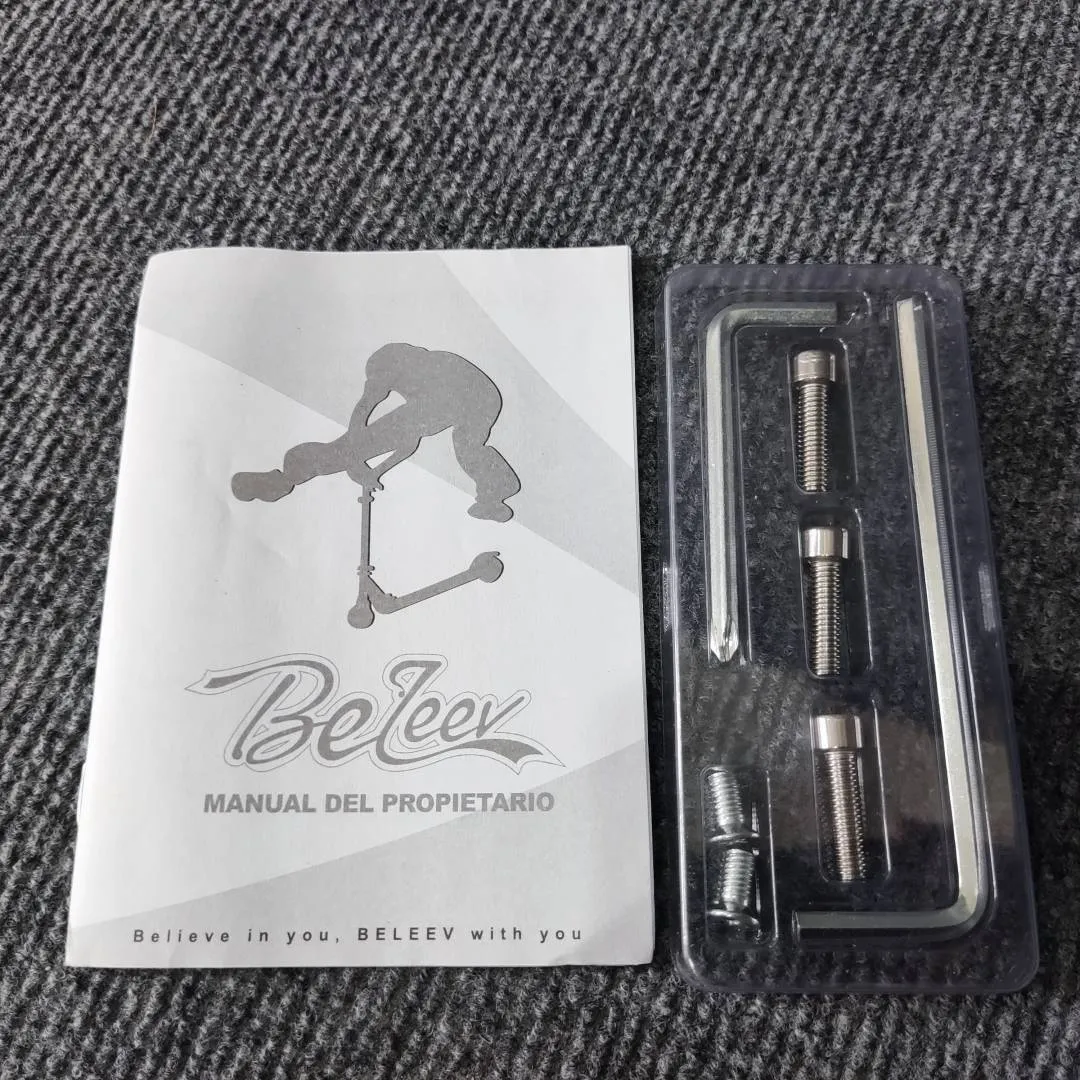 BeLeev
MANUAL DEL PROPIETARIO
Believe in you, BELEEV with you